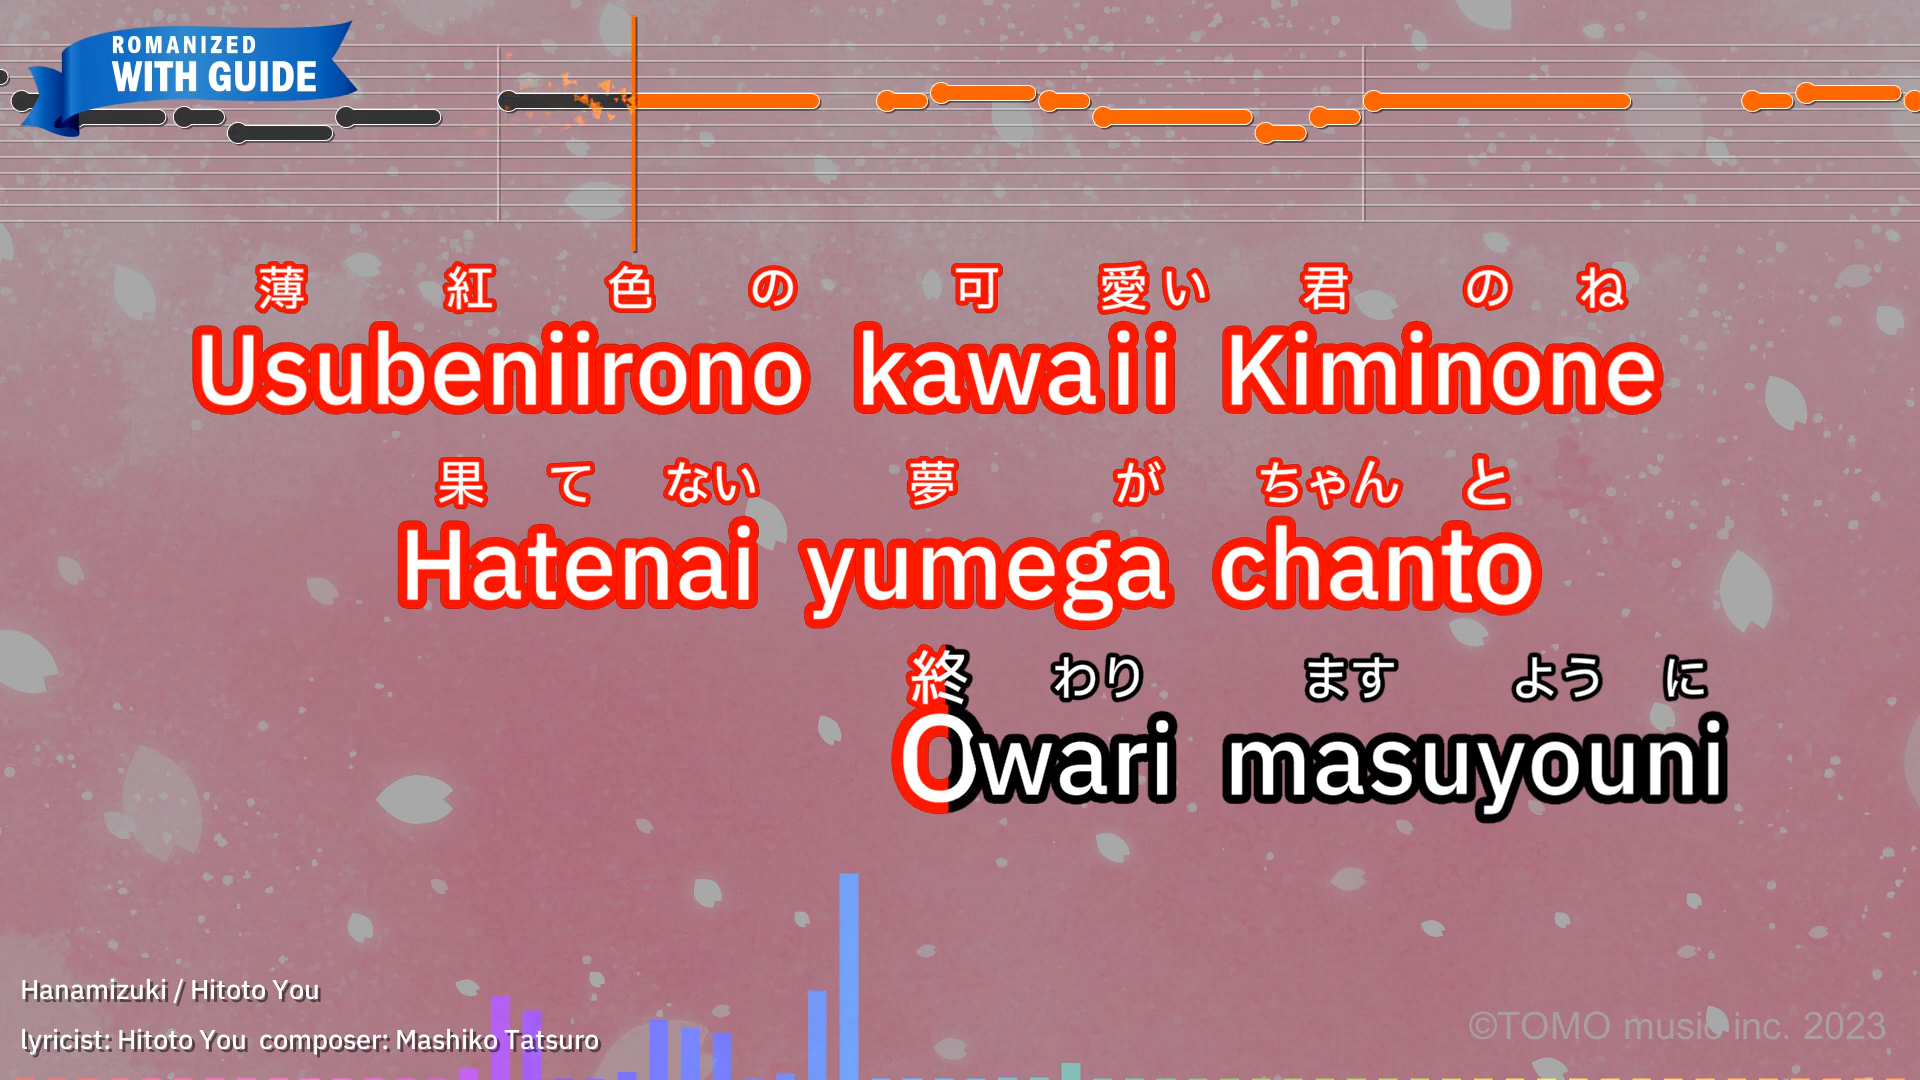 ROMANIZED
WITH GUIDE
薄紅色の 可愛い 君のね
Usubeniirono kawaii Kiminone
果てない 夢が ちゃんと
Hatenai yumega chanto
終わり ますように
Owari masuyouni
Hanamizuki / Hitoto You
lyricist: Hitoto You composer: Mashiko Tatsuro
©TOMO music inc. 2023